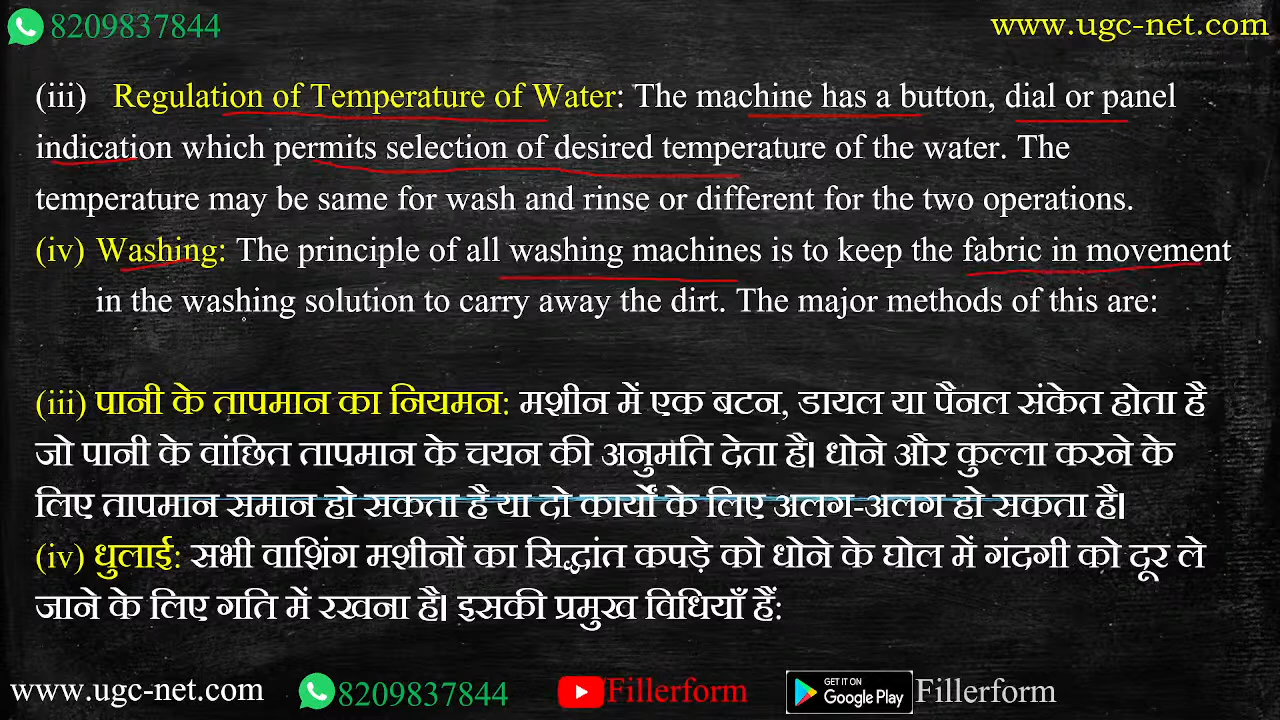 8209837844
www.ugc-net.com
(iii) Regulation of Temperature of Water: The machine has a button, dial or panel
indication which permits selection of desired temperature of the water. The
temperature may be same for wash and rinse or different for the two operations.
(iv) Washing: The principle of all washing machines is to keep the fabric in movement
in the washing solution to carry away the dirt. The major methods of this are:
(iii) पानी के तापमान का नियमन: मशीन में एक बटन, डायल या पैनल संकेत होता है
जो पानी के वांछित तापमान के चयन की अनुमति देता है। धोने और कुल्ला करने के
लिए तापमान समान हो सकता है या दो कार्यों के लिए अलग-अलग हो सकता है।
(iv) धुलाई: सभी वाशिंग मशीनों का सिद्धांत कपड़े को धोने के घोल में गंदगी को दूर ले
जाने के लिए गति में रखना है। इसकी प्रमुख विधियाँ हैं:
www.ugc-net.com 8209837844 Fillerform GET IT ON Google Play Fillerform